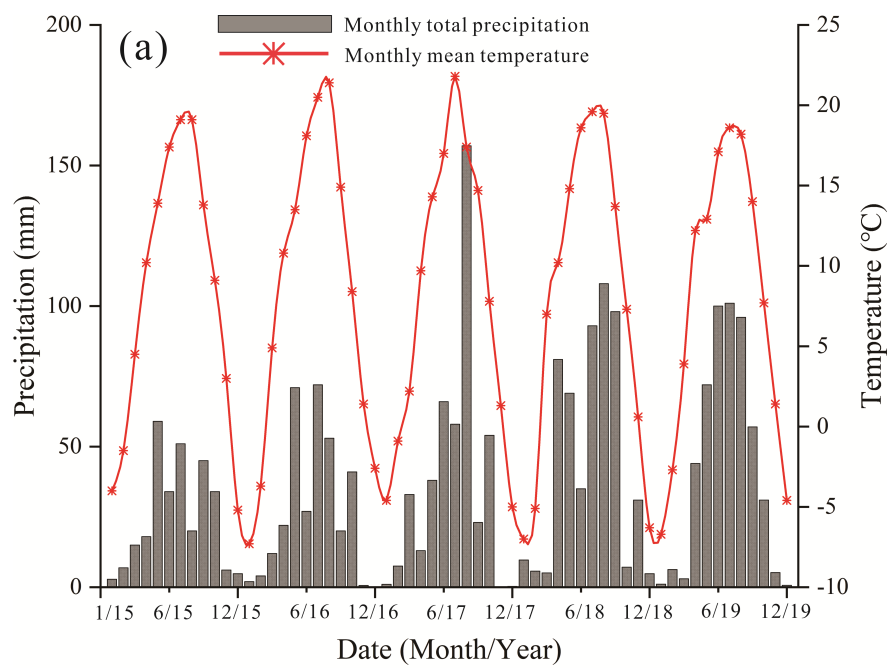 (a)
Monthly total precipitation
Monthly mean temperature
Precipitation (mm)
200
150
100
50
0
Temperature (°C)
25
20
15
10
5
0
-5
-10
1/15 6/15 12/15 6/16 12/16 6/17 12/17 6/18 12/18 6/19 12/19
Date (Month/Year)